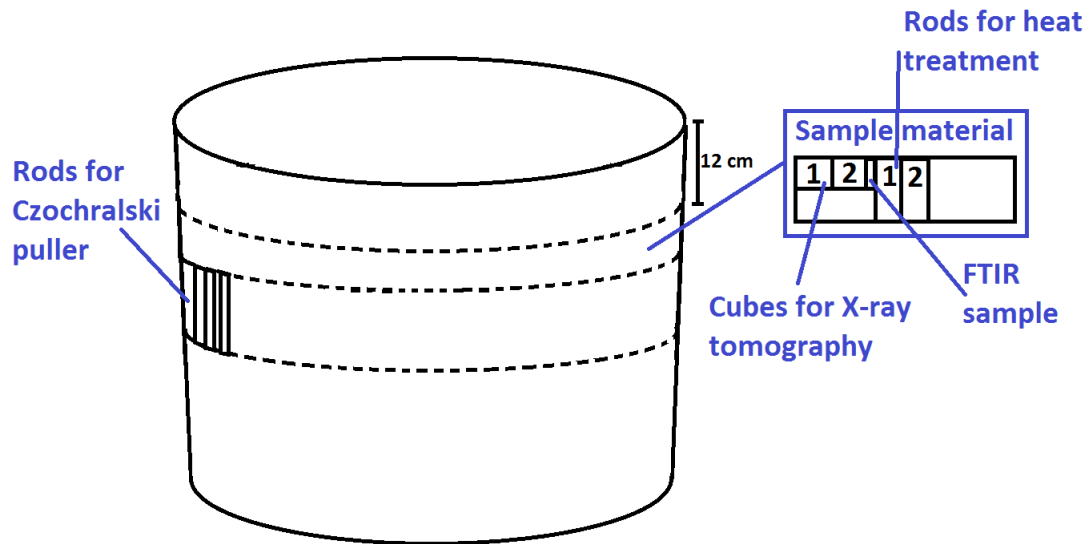 Rods for heat
treatment
Sample material
1 2 1 2
12 cm
Rods for
Czochralski
puller
Cubes for X-ray
tomography
FTIR
sample